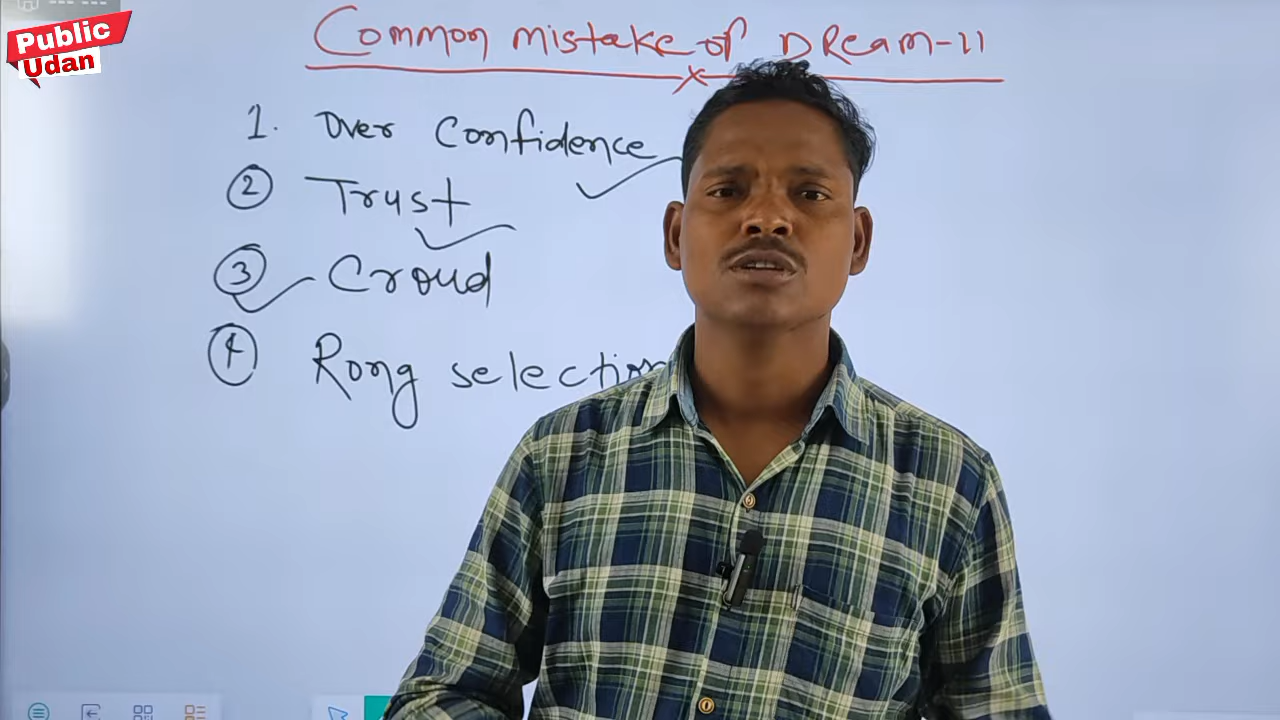 Public
Udan
Common mistake of DReam-11
1. Over Confidence
2 Trust
3 Croud
4 Rong selection